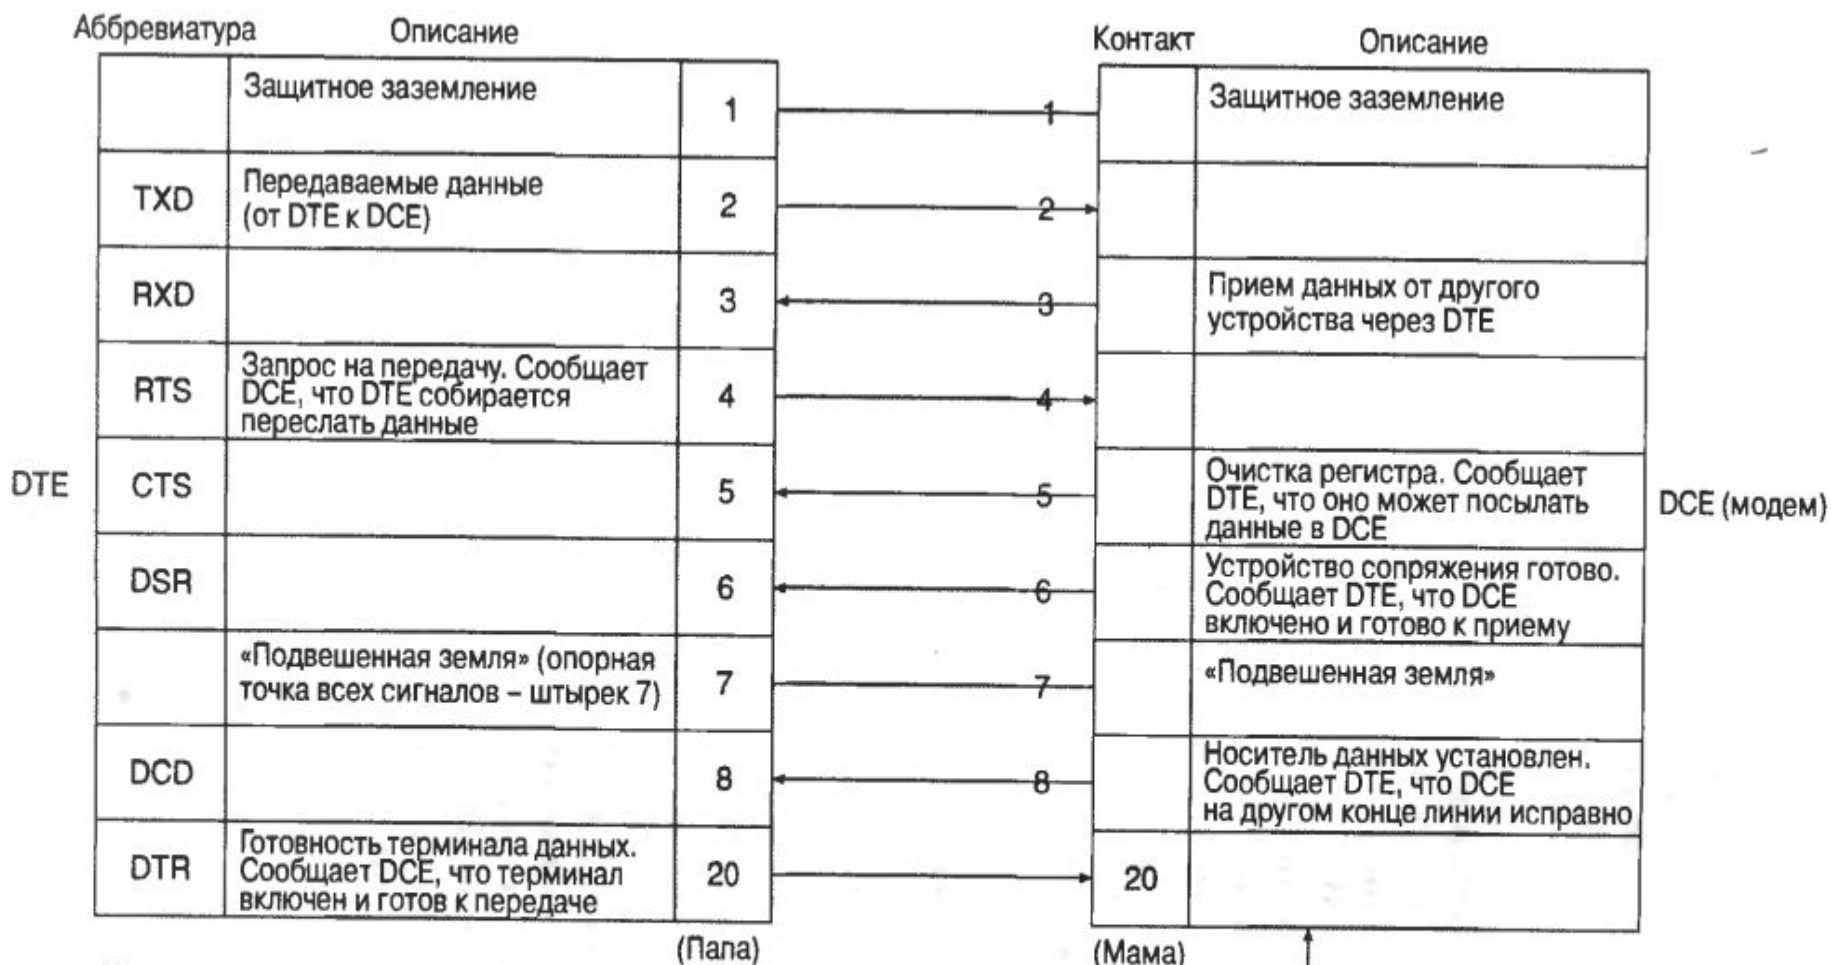 Аббревиатура Описание
Защитное заземление
1
TXD Передаваемые данные
(от DTE к DCE)
2
RXD 3
RTS Запрос на передачу. Сообщает
DCE, что DTE собирается
переслать данные
4
DTE CTS 5
DSR 6
«Подвешенная земля» (опорная
точка всех сигналов – штырек 7)
7
DCD 8
DTR Готовность терминала данных.
Сообщает DCE, что терминал
включен и готов к передаче
20
(Папа)
Контакт Описание
1 Защитное заземление
2
3 Прием данных от другого
устройства через DTE
4
5 Очистка регистра. Сообщает
DTE, что оно может посылать
данные в DCE
DCE (модем)
6 Устройство сопряжения готово.
Сообщает DTE, что DCE
включено и готово к приему
7 «Подвешенная земля»
8 Носитель данных установлен.
Сообщает DTE, что DCE
на другом конце линии исправно
20
(Мама)